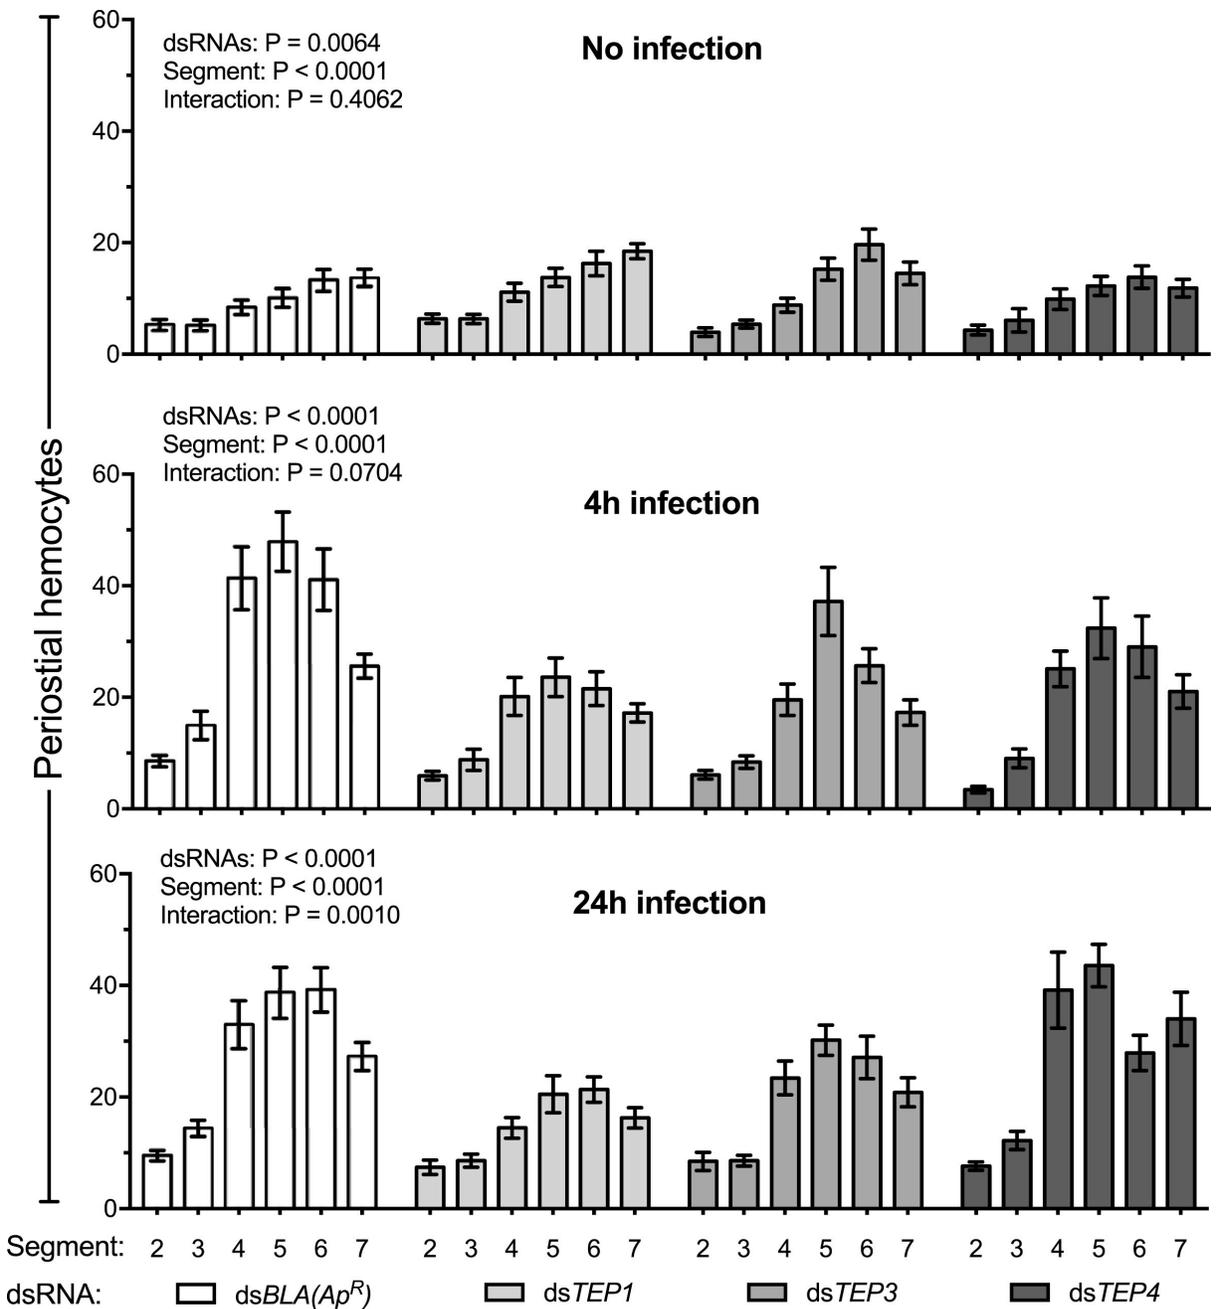 60
dsRNAs: P = 0.0064
No infection
Segment: P < 0.0001
Interaction: P = 0.4062
40
20
0
dsRNAs: P < 0.0001
Segment: P < 0.0001
Interaction: P = 0.0704
60
4h infection
40
20
0
Periostial hemocytes
dsRNAs: P < 0.0001
60
Segment: P < 0.0001
24h infection
Interaction: P = 0.0010
40
20
0
Segment: 2 3 4 5 6 7 2 3 4 5 6 7 2 3 4 5 6 7 2 3 4 5 6 7
dsRNA: dsBLA(Ap^R) dsTEP1 dsTEP3 dsTEP4